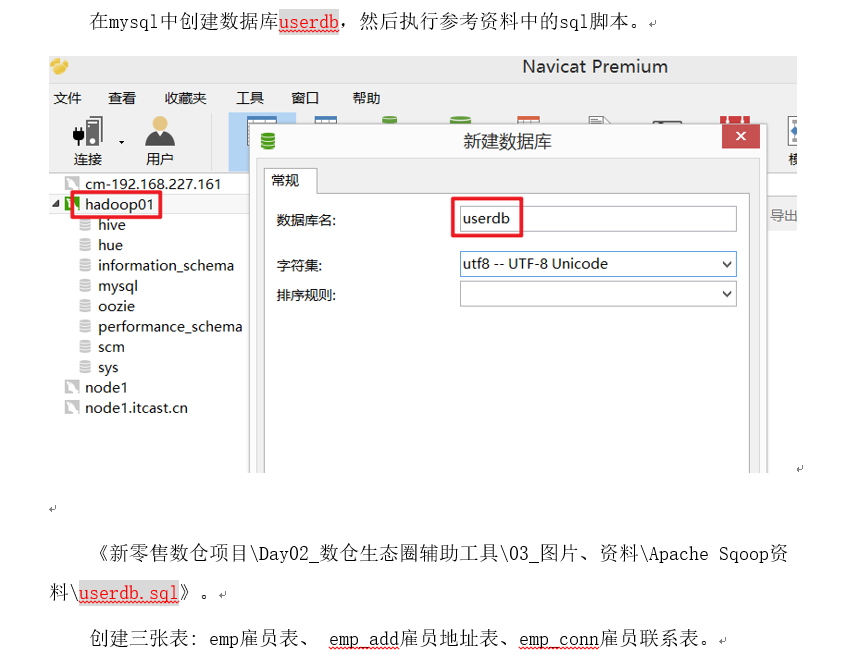 在mysql中创建数据库userdb，然后执行参考资料中的sql脚本。
Navicat Premium
文件 查看 收藏夹 工具 窗口 帮助
连接 用户
新建数据库
常规
cm-192.168.227.161
hadoop01
hive
hue
information_schema
mysql
oozie
performance_schema
scm
sys
node1
node1.itcast.cn
数据库名: userdb
字符集: utf8 -- UTF-8 Unicode
排序规则:
导出
《新零售数仓项目\Day02_数仓生态圈辅助工具\03_图片、资料\Apache Sqoop资
料\userdb.sql》。
创建三张表: emp雇员表、 emp_add雇员地址表、emp_conn雇员联系表。